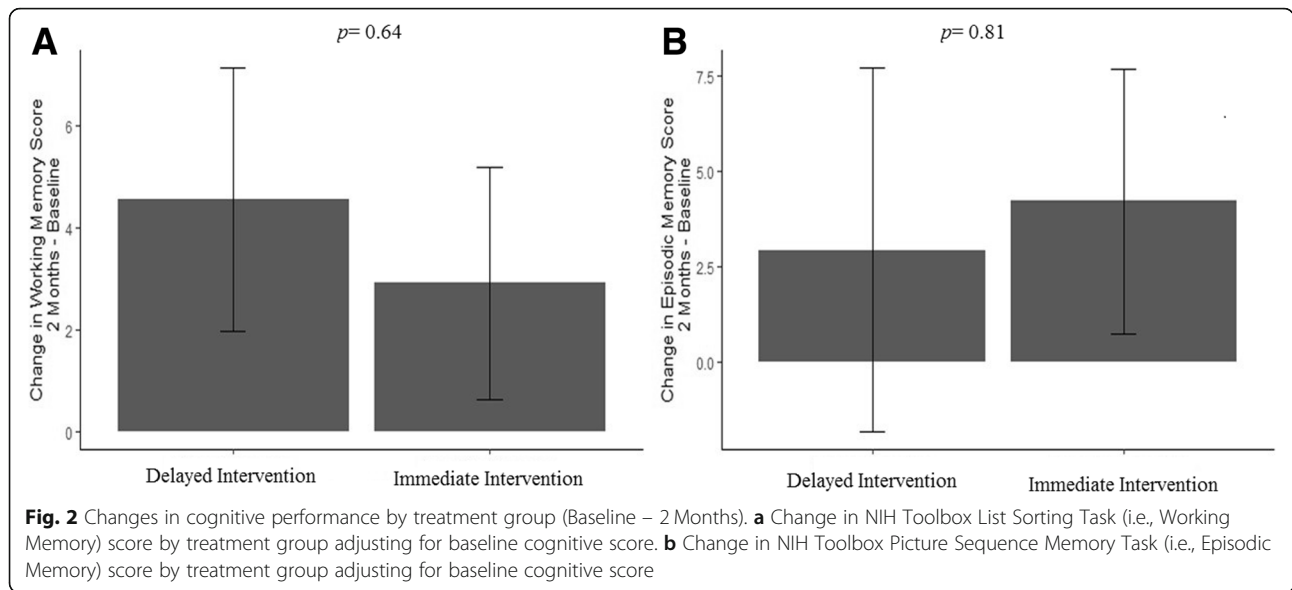 A
p= 0.64
Change in Working Memory Score
2 Months - Baseline
6
4
2
0
Delayed Intervention
Immediate Intervention
B
p= 0.81
Change in Episodic Memory Score
2 Months - Baseline
7.5
5.0
2.5
0.0
Delayed Intervention
Immediate Intervention
Fig. 2 Changes in cognitive performance by treatment group (Baseline – 2 Months). a Change in NIH Toolbox List Sorting Task (i.e., Working
Memory) score by treatment group adjusting for baseline cognitive score. b Change in NIH Toolbox Picture Sequence Memory Task (i.e., Episodic
Memory) score by treatment group adjusting for baseline cognitive score